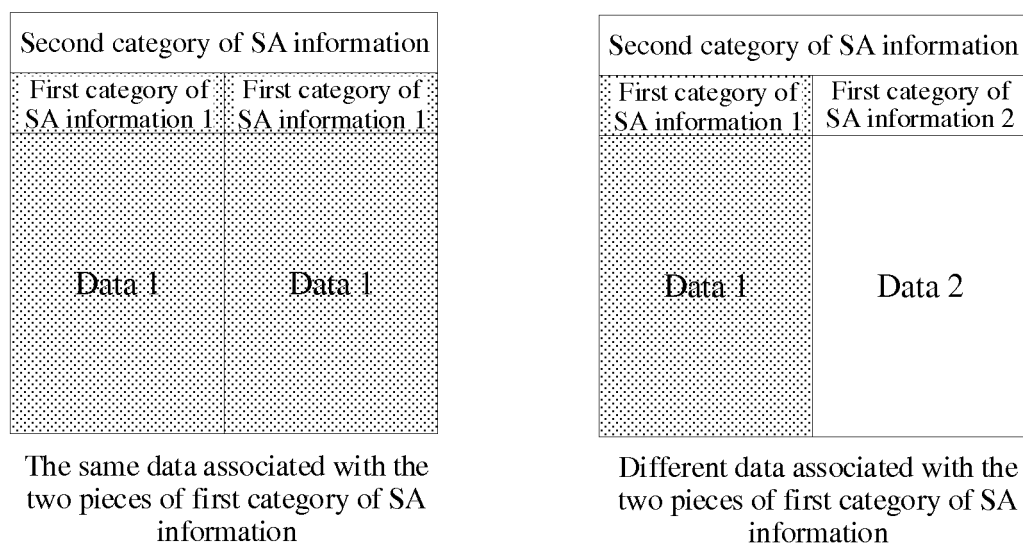 Second category of SA information
First category of
SA information 1
First category of
SA information 1
Data 1
Data 1
The same data associated with the
two pieces of first category of SA
information
Second category of SA information
First category of
SA information 1
First category of
SA information 2
Data 1
Data 2
Different data associated with the
two pieces of first category of SA
information